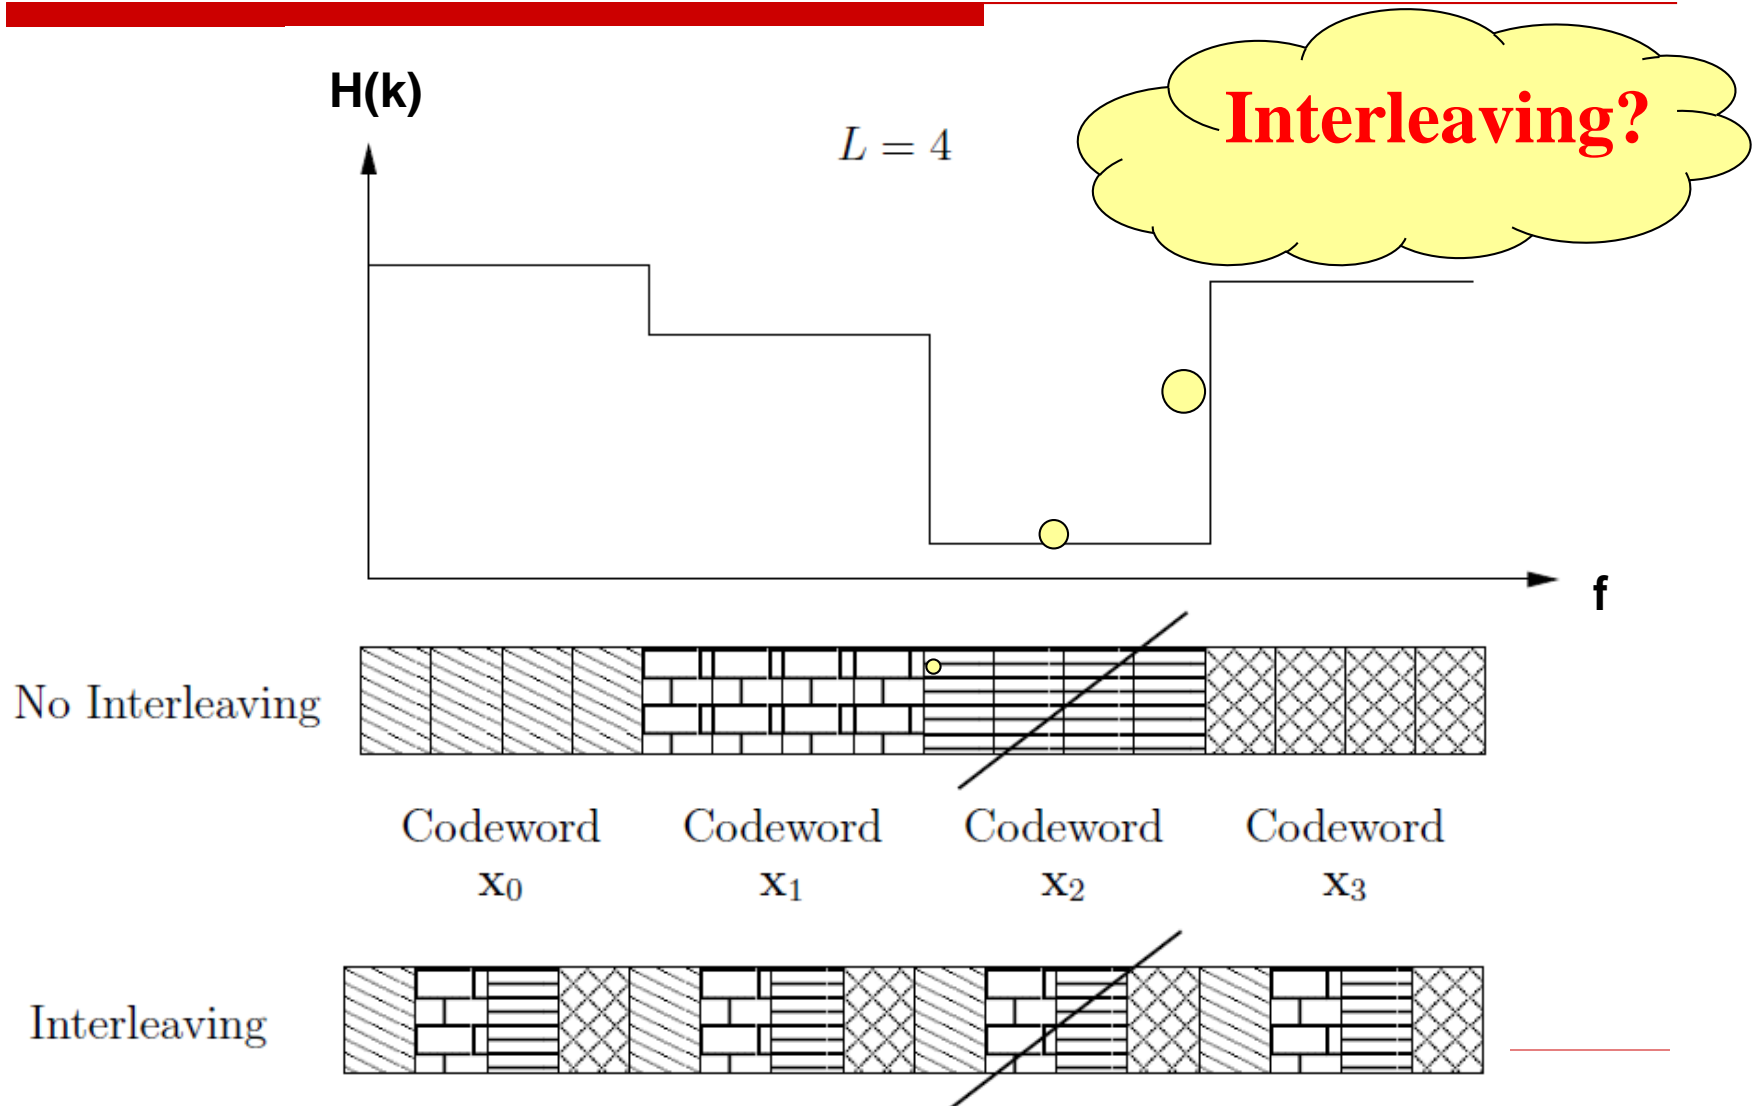 Interleaving?
H(k)
L = 4
f
No Interleaving
Codeword Codeword Codeword Codeword
x₀ x₁ x₂ x₃
Interleaving